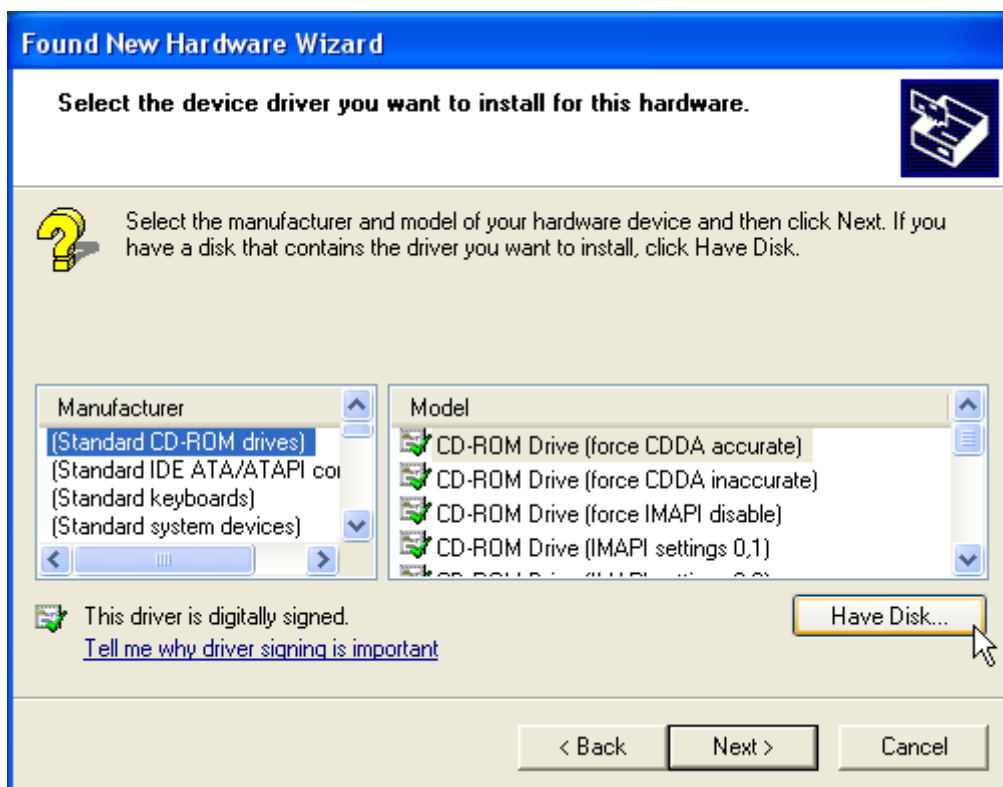 Found New Hardware Wizard
Select the device driver you want to install for this hardware.
Select the manufacturer and model of your hardware device and then click Next. If you
have a disk that contains the driver you want to install, click Have Disk.
Manufacturer
(Standard CD-ROM drives)
(Standard IDE ATA/ATAPI co
(Standard keyboards)
(Standard system devices)
Model
CD-ROM Drive (force CDDA accurate)
CD-ROM Drive (force CDDA inaccurate)
CD-ROM Drive (force IMAPI disable)
CD-ROM Drive (IMAPI settings 0,1)
This driver is digitally signed.
Tell me why driver signing is important
Have Disk...
< Back
Next >
Cancel